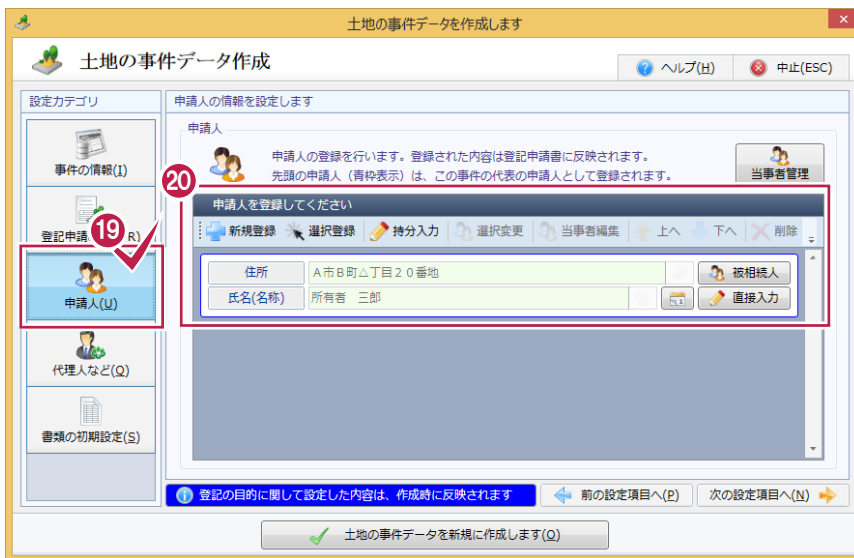 土地の事件データを作成します
土地の事件データ作成
ヘルプ(H)
中止(ESC)
設定カテゴリ
事件の情報(I)
登記申請 R)
19
申請人(U)
代理人など(Q)
書類の初期設定(S)
申請人の情報を設定します
申請人
申請人の登録を行います。登録された内容は登記申請書に反映されます。
先頭の申請人（青枠表示）は、この事件の代表の申請人として登録されます。
当事者管理
20
申請人を登録してください
新規登録 選択登録 持分入力 選択変更 当事者編集 上へ 下へ 削除
住所 A市B町△丁目20番地 被相続人
氏名(名称) 所有者 三郎 直接入力
登記の目的に関して設定した内容は、作成時に反映されます
前の設定項目へ(P)
次の設定項目へ(N)
土地の事件データを新規に作成します(O)